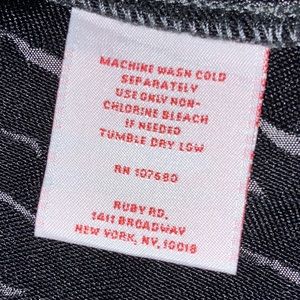 MACHINE WASH COLD
SEPARATELY
USE ONLY NON-
CHLORINE BLEACH
IF NEEDED
TUMBLE DRY LOW
RN 107680
RUBY RD.
1411 BROADWAY
NEW YORK, NY, 10018